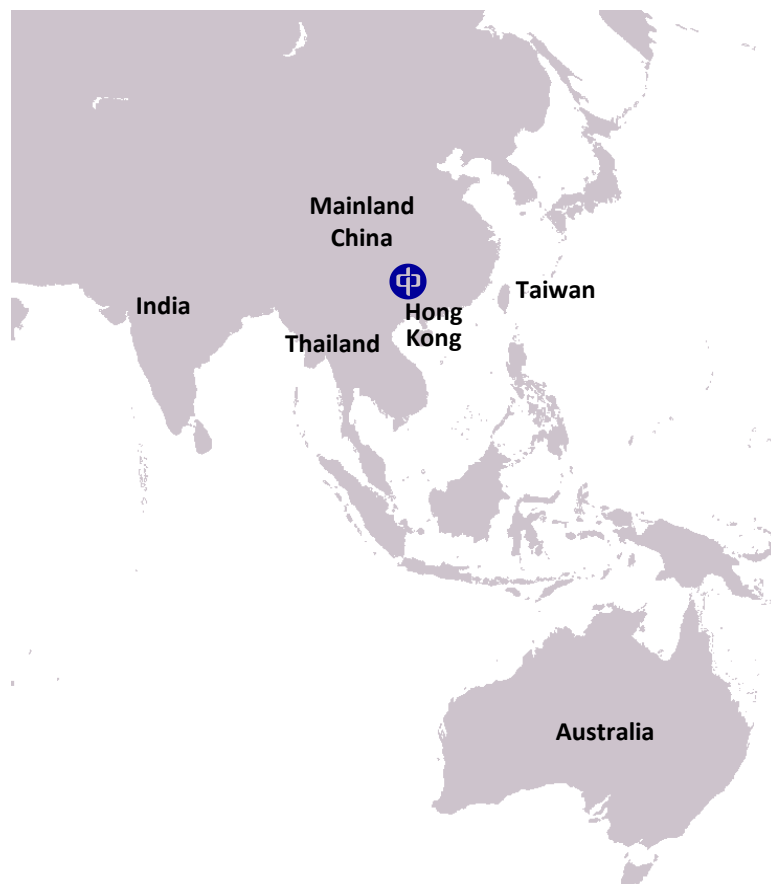 Mainland
China
India
Taiwan
Hong
Kong
Thailand
Australia